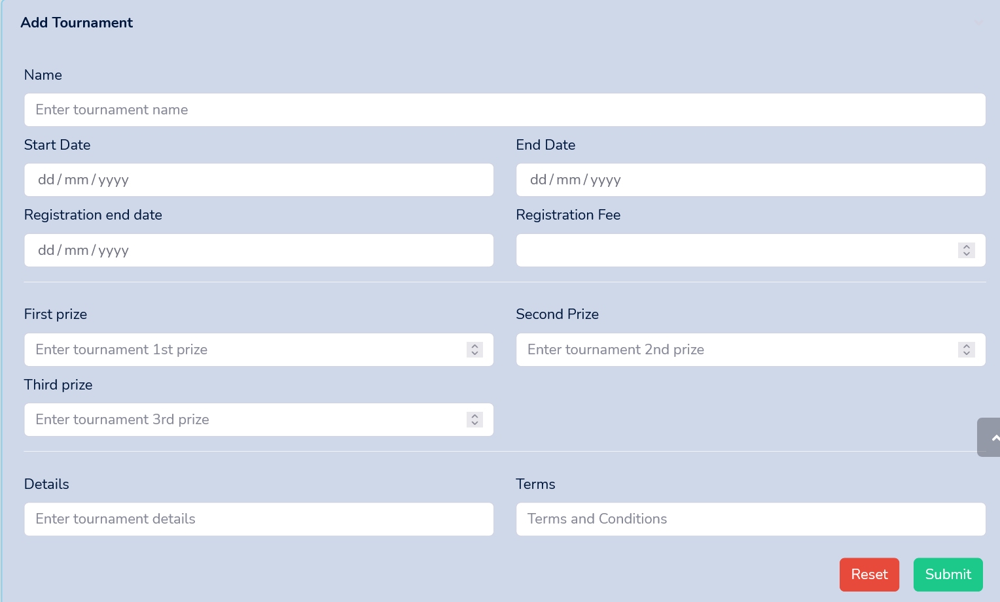 Add Tournament
Name
Enter tournament name
Start Date End Date
dd/mm/yyyy dd/mm/yyyy
Registration end date Registration Fee
dd/mm/yyyy
First prize Second Prize
Enter tournament 1st prize Enter tournament 2nd prize
Third prize
Enter tournament 3rd prize
Details Terms
Enter tournament details Terms and Conditions
Reset Submit